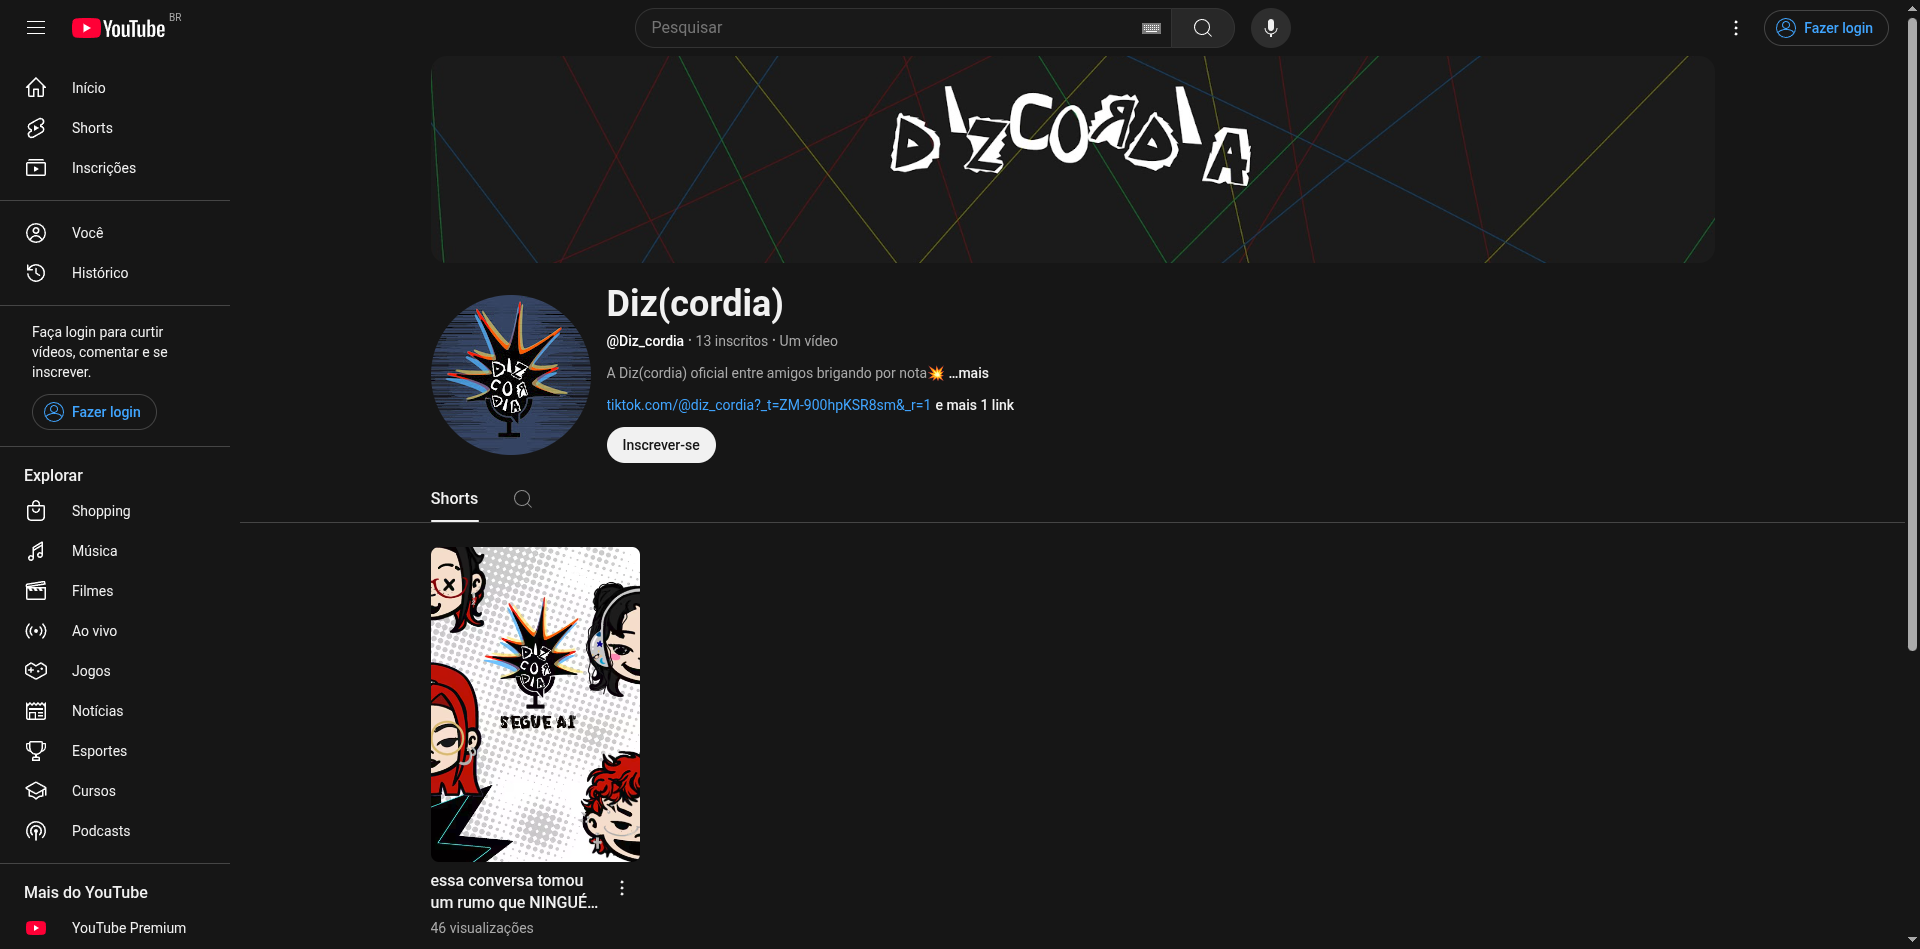 YouTube BR
Pesquisar
Fazer login
Início
Shorts
Inscrições
Você
Histórico
Faça login para curtir
vídeos, comentar e se
inscrever.
Fazer login
Explorar
Shopping
Música
Filmes
Ao vivo
Jogos
Notícias
Esportes
Cursos
Podcasts
Mais do YouTube
YouTube Premium
DIZCORDIA
DIZ
COR
DIA
Diz(cordia)
@Diz_cordia · 13 inscritos · Um vídeo
A Diz(cordia) oficial entre amigos brigando por nota💥 ...mais
tiktok.com/@diz_cordia?_t=ZM-900hpKSR8sm&_r=1 e mais 1 link
Inscrever-se
Shorts
DIZ
COR
DIA
SEGUE AI
essa conversa tomou
um rumo que NINGUÉ...
46 visualizações